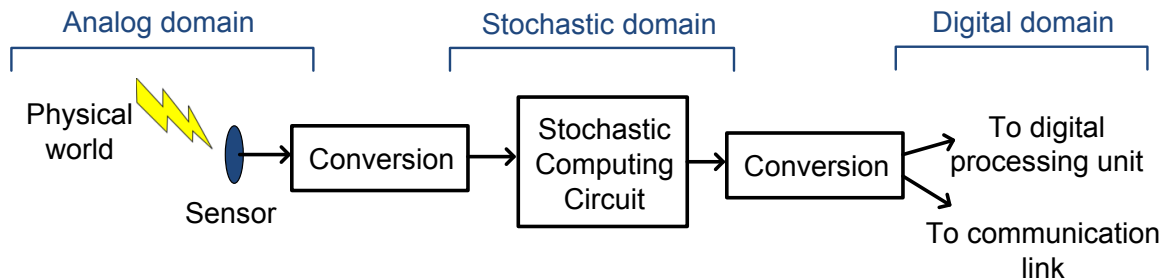 Analog domain
Stochastic domain
Digital domain
Physical
world
Sensor
Conversion
Stochastic
Computing
Circuit
Conversion
To digital
processing unit
To communication
link